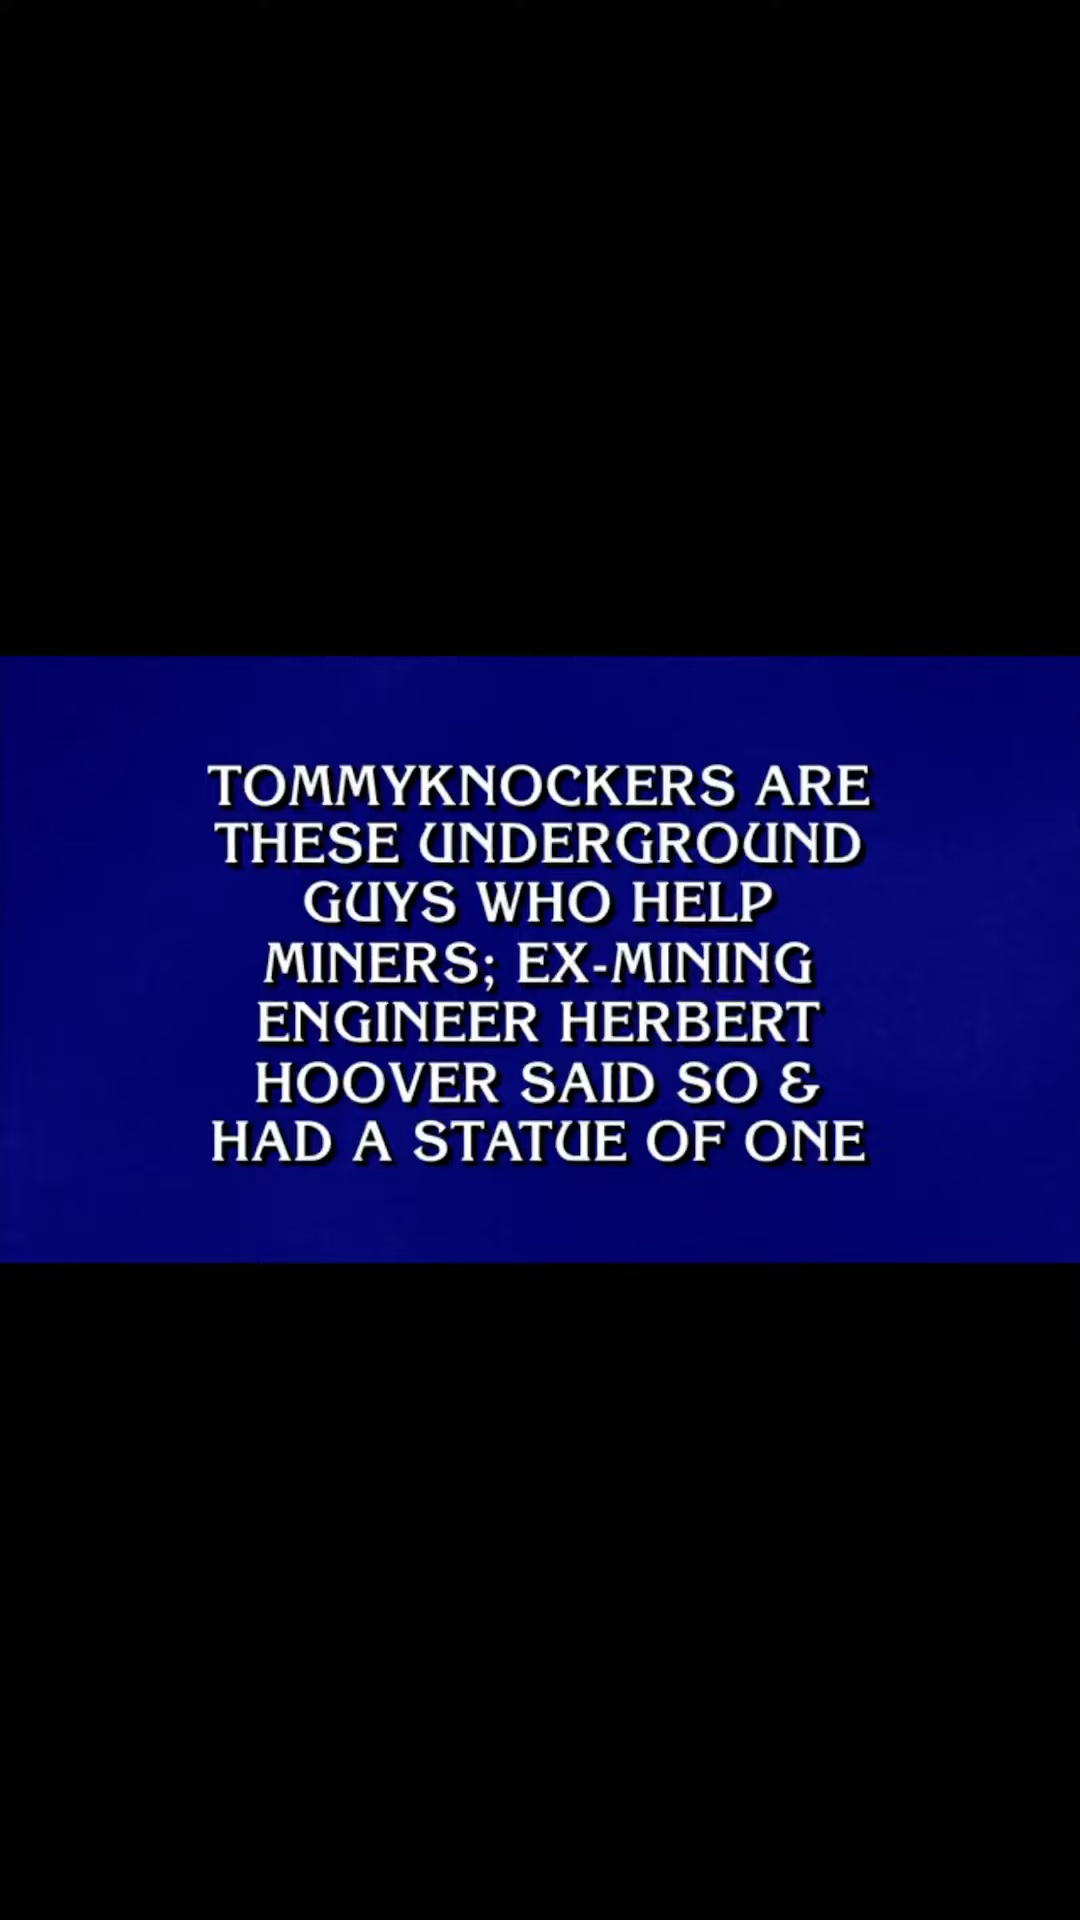 TOMMYKNOCKERS ARE
THESE UNDERGROUND
GUYS WHO HELP
MINERS; EX-MINING
ENGINEER HERBERT
HOOVER SAID SO &
HAD A STATUE OF ONE